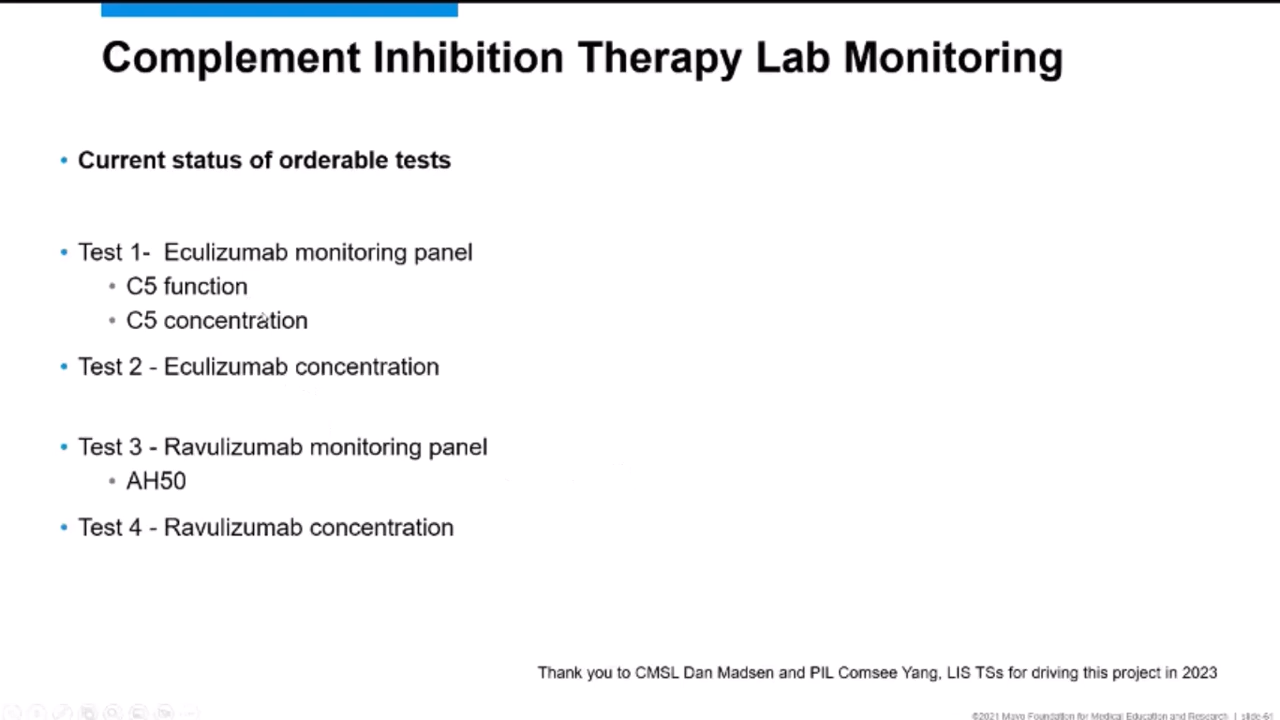 Complement Inhibition Therapy Lab Monitoring
• Current status of orderable tests
• Test 1- Eculizumab monitoring panel
• C5 function
• C5 concentration
• Test 2 - Eculizumab concentration
• Test 3 - Ravulizumab monitoring panel
• AH50
• Test 4 - Ravulizumab concentration
Thank you to CMSL Dan Madsen and PIL Comsee Yang, LIS TSs for driving this project in 2023
©2021 Mayo Foundation for Medical Education and Research | slide-64